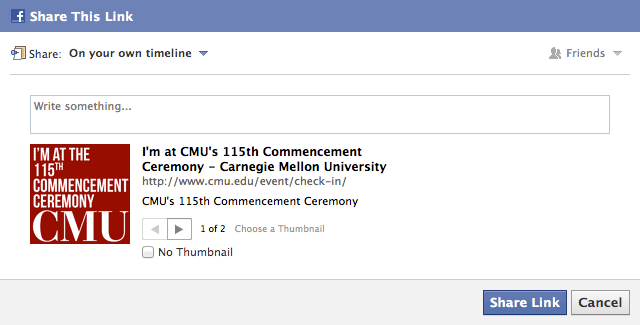 Share This Link
Share: On your own timeline
Friends
Write something...
I'M AT THE
115TH
COMMENCEMENT
CEREMONY
CMU
I'm at CMU's 115th Commencement
Ceremony – Carnegie Mellon University
http://www.cmu.edu/event/check-in/
CMU's 115th Commencement Ceremony
1 of 2 Choose a Thumbnail
No Thumbnail
Share Link Cancel